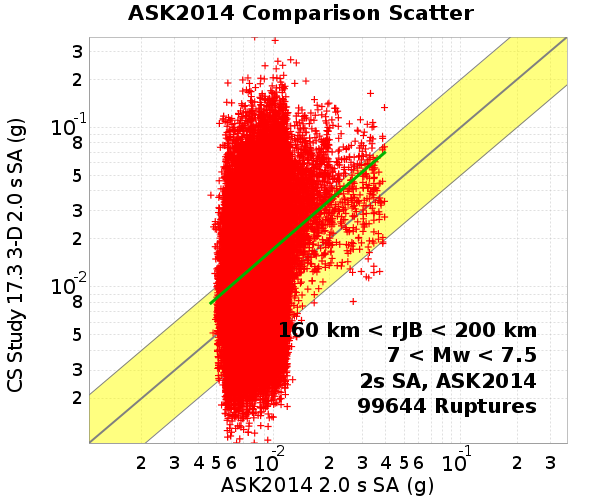 ASK2014 Comparison Scatter
CS Study 17.3 3-D 2.0 s SA (g)
3
2
10-1
8
5
3
2
10-2
8
5
3
2
160 km < rJB < 200 km
7 < Mw < 7.5
2s SA, ASK2014
99644 Ruptures
2 3 4 5 6 10-2 2 3 4 5 6 10-1 2 3
ASK2014 2.0 s SA (g)